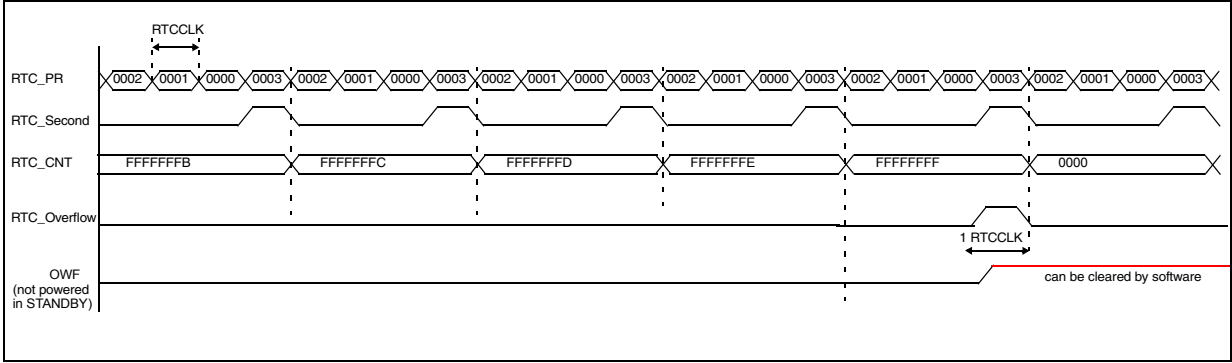 RTCCLK
RTC_PR 0002 0001 0000 0003 0002 0001 0000 0003 0002 0001 0000 0003 0002 0001 0000 0003 0002 0001 0000 0003 0002 0001 0000 0003
RTC_Second
RTC_CNT FFFFFFFB FFFFFFFC FFFFFFFD FFFFFFFE FFFFFFFF 0000
RTC_Overflow
1 RTCCLK
OWF
(not powered
in STANDBY)
can be cleared by software